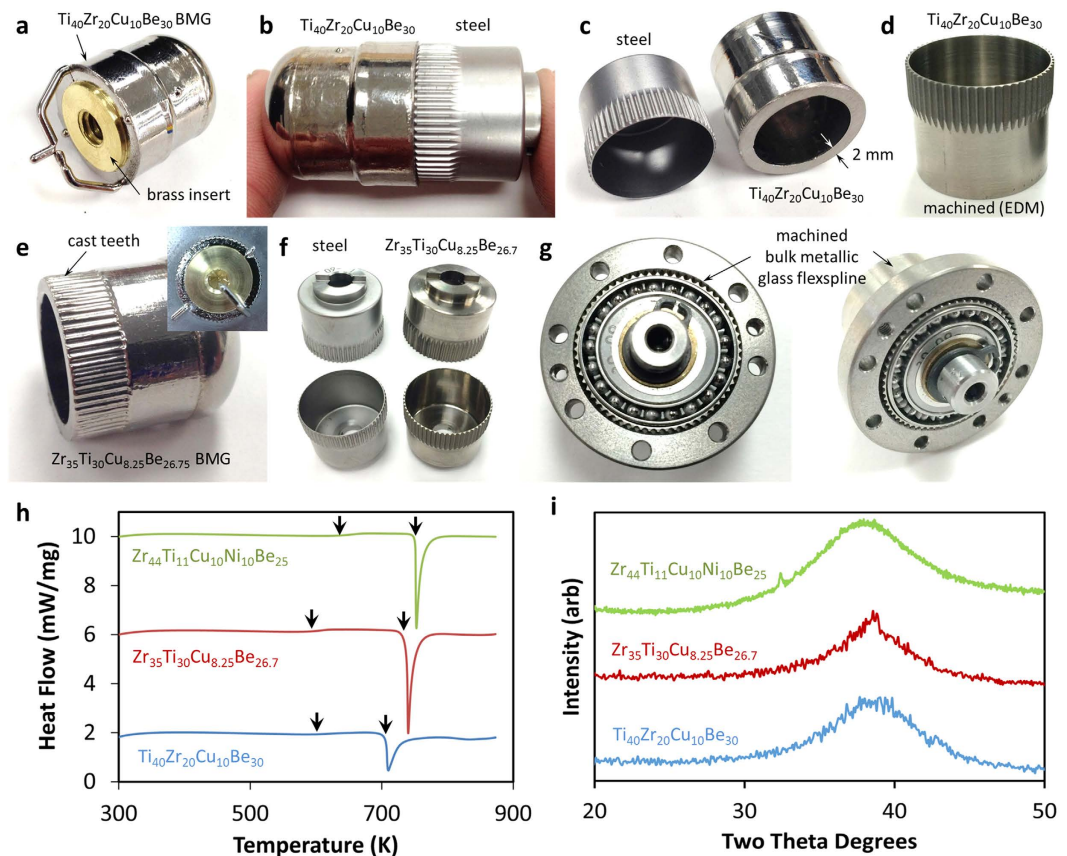 a
Ti₄₀Zr₂₀Cu₁₀Be₃₀ BMG
brass insert
b
Ti₄₀Zr₂₀Cu₁₀Be₃₀
steel
c
steel
2 mm
Ti₄₀Zr₂₀Cu₁₀Be₃₀
d
Ti₄₀Zr₂₀Cu₁₀Be₃₀
machined (EDM)
e
cast teeth
Zr₃₅Ti₃₀Cu₈.₂₅Be₂₆.₇₅ BMG
f
steel
Zr₃₅Ti₃₀Cu₈.₂₅Be₂₆.₇
g
machined
bulk metallic
glass flexspline
h
Heat Flow (mW/mg)
10
8
6
4
2
0
Zr₄₄Ti₁₁Cu₁₀Ni₁₀Be₂₅
Zr₃₅Ti₃₀Cu₈.₂₅Be₂₆.₇
Ti₄₀Zr₂₀Cu₁₀Be₃₀
300
500
700
900
Temperature (K)
i
Intensity (arb)
Zr₄₄Ti₁₁Cu₁₀Ni₁₀Be₂₅
Zr₃₅Ti₃₀Cu₈.₂₅Be₂₆.₇
Ti₄₀Zr₂₀Cu₁₀Be₃₀
20
30
40
50
Two Theta Degrees